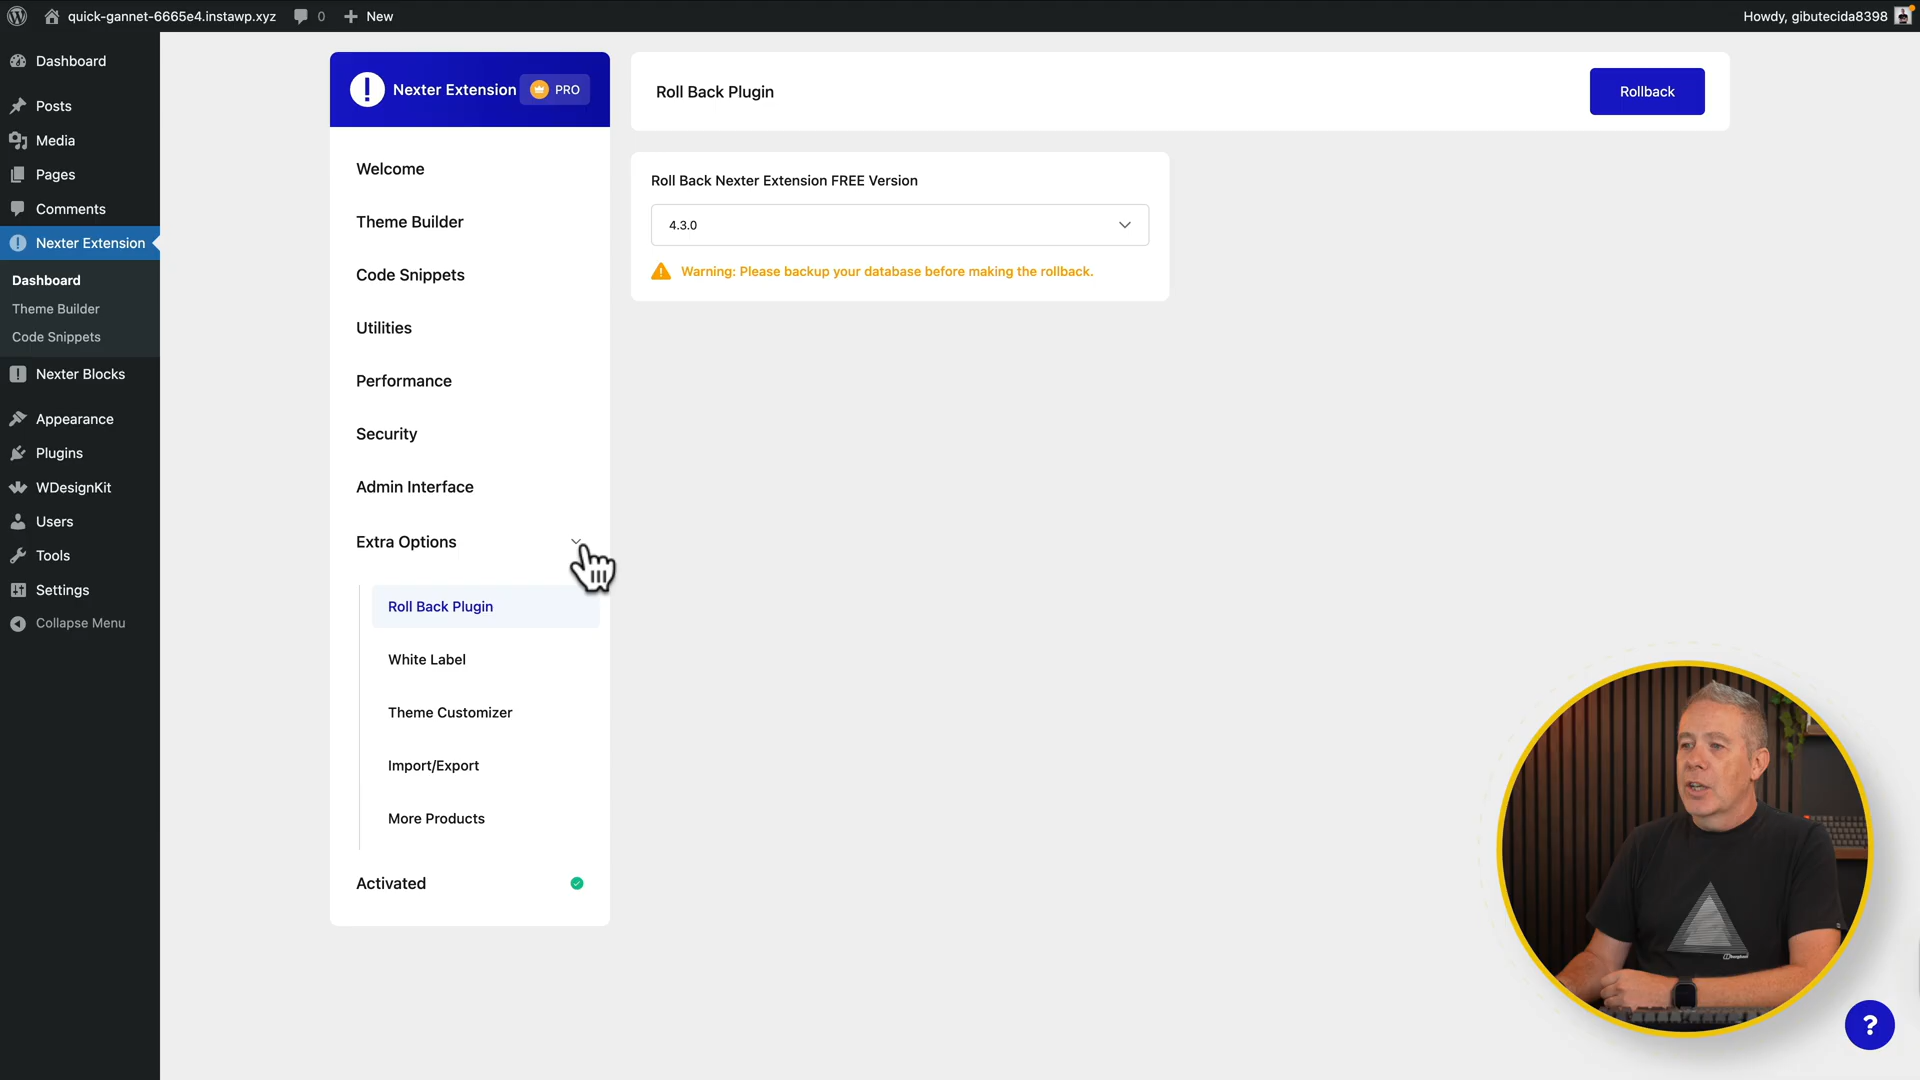 quick-gannet-6665e4.instawp.xyz 0 New Howdy, gibutecida8398
Dashboard
Posts
Media
Pages
Comments
Nexter Extension
Dashboard
Theme Builder
Code Snippets
Nexter Blocks
Appearance
Plugins
WDesignKit
Users
Tools
Settings
Collapse Menu
Nexter Extension PRO
Welcome
Theme Builder
Code Snippets
Utilities
Performance
Security
Admin Interface
Extra Options
Roll Back Plugin
White Label
Theme Customizer
Import/Export
More Products
Activated
Roll Back Plugin
Rollback
Roll Back Nexter Extension FREE Version
4.3.0
Warning: Please backup your database before making the rollback.
?